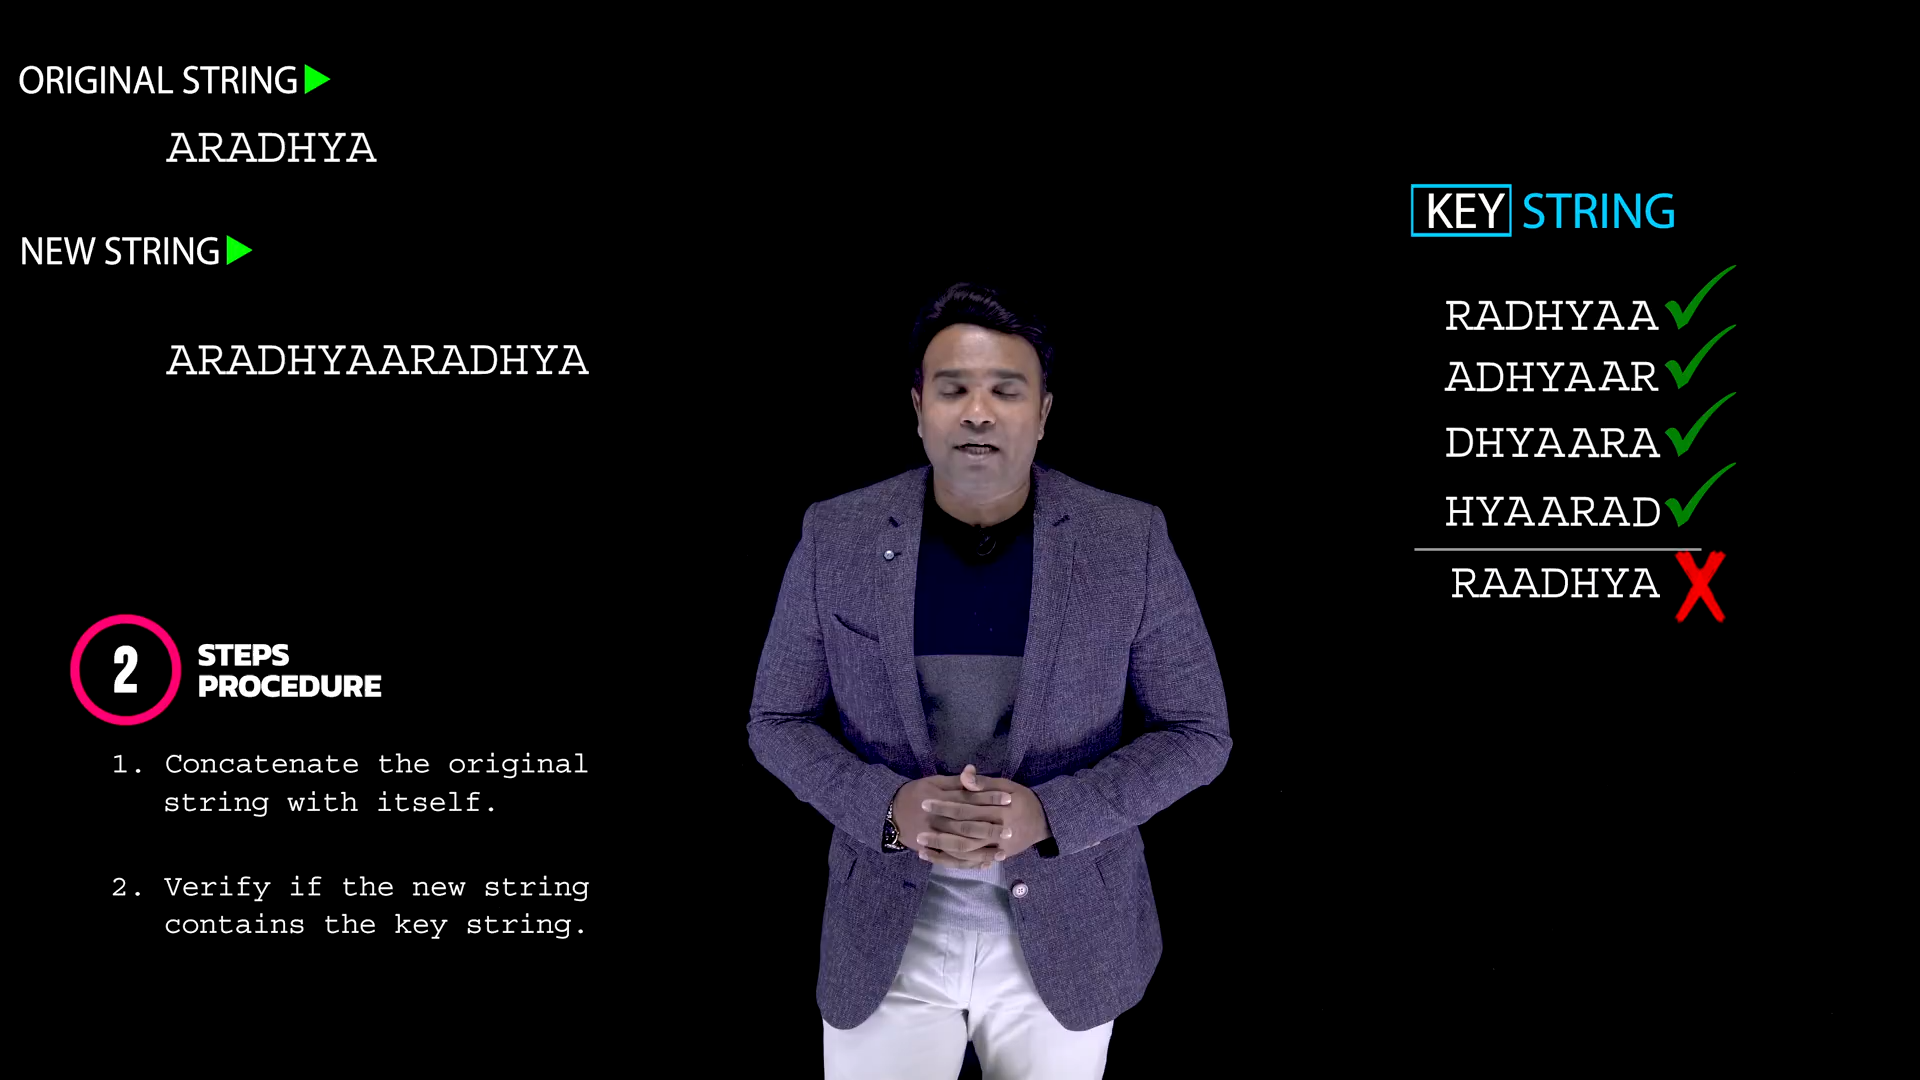 ORIGINAL STRING
ARADHYA
NEW STRING
ARADHYAARADHYA
KEY STRING
RADHYAA
ADHYAAR
DHYAARA
HYAARAD
RAADHYA
2
STEPS
PROCEDURE
1. Concatenate the original
string with itself.
2. Verify if the new string
contains the key string.